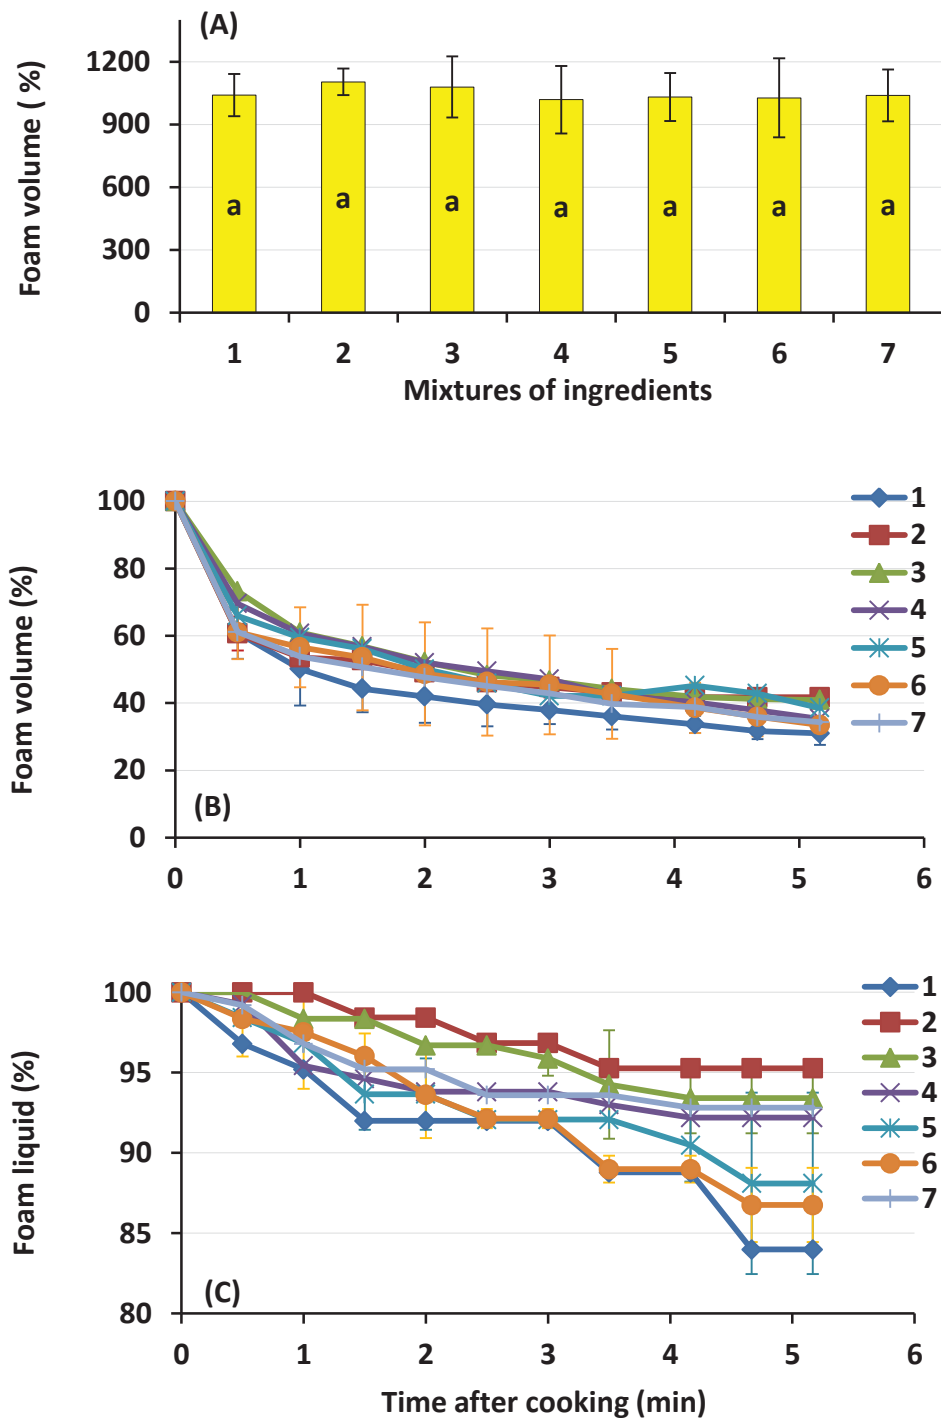 (A)
Foam volume ( %)
1200
900
600
300
0
a a a a a a a
1 2 3 4 5 6 7
Mixtures of ingredients
Foam volume (%)
100
80
60
40
20
0
(B)
0 1 2 3 4 5 6
1
2
3
4
5
6
7
Foam liquid (%)
100
95
90
85
80
(C)
0 1 2 3 4 5 6
1
2
3
4
5
6
7
Time after cooking (min)